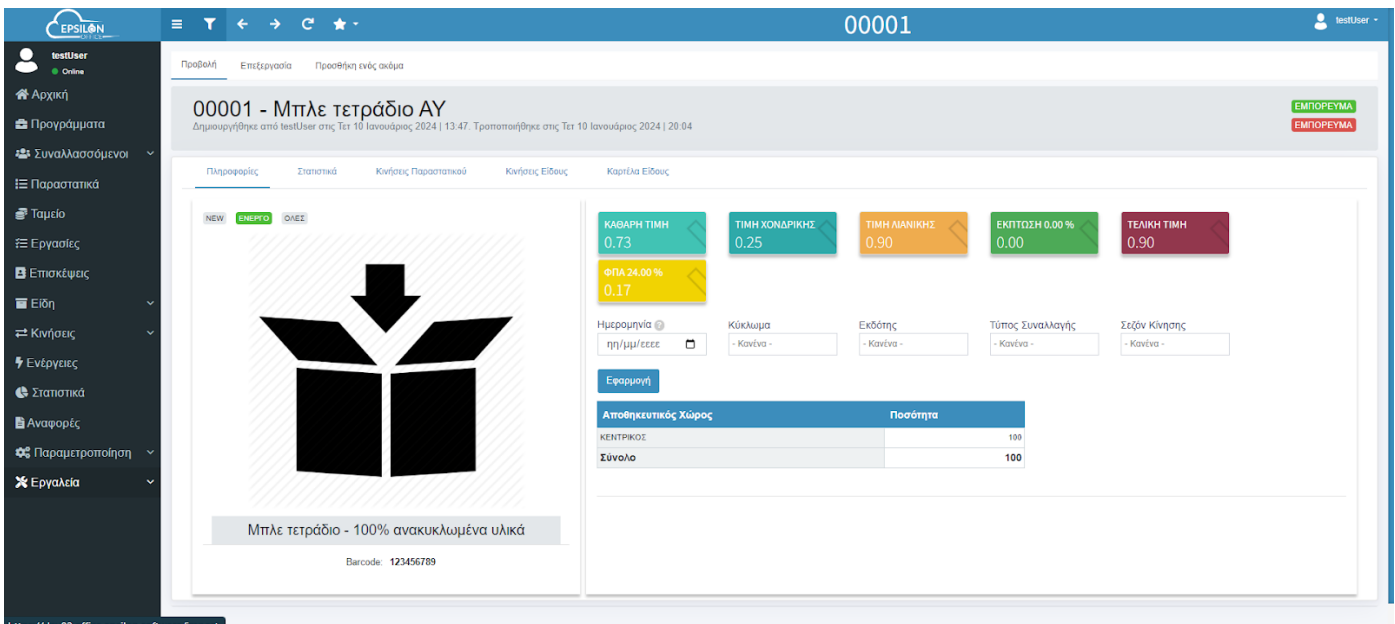 EPSILON
00001
testUser
testUser
Online
Αρχική
Προγράμματα
Συναλλασσόμενοι
Παραστατικά
Ταμείο
Εργασίες
Επισκέψεις
Είδη
Κινήσεις
Ενέργειες
Στατιστικά
Αναφορές
Παραμετροποίηση
Εργαλεία
Προβολή Επεξεργασία Προσθήκη ενός ακόμα
00001 - Μπλε τετράδιο ΑΥ
Δημιουργήθηκε από testUser στις Τετ 10 Ιανουάριος 2024 | 13:47. Τροποποιήθηκε στις Τετ 10 Ιανουάριος 2024 | 20:04
ΕΜΠΟΡΕΥΜΑ
ΕΜΠΟΡΕΥΜΑ
Πληροφορίες Στατιστικά Κινήσεις Παραστατικού Κινήσεις Είδους Καρτέλα Είδους
NEW ΕΝΕΡΓΟ ΟΛΕΣ
Μπλε τετράδιο - 100% ανακυκλωμένα υλικά
Barcode: 123456789
ΚΑΘΑΡΗ ΤΙΜΗ ΤΙΜΗ ΧΟΝΔΡΙΚΗΣ ΤΙΜΗ ΛΙΑΝΙΚΗΣ ΕΚΠΤΩΣΗ 0.00 % ΤΕΛΙΚΗ ΤΙΜΗ
0.73 0.25 0.90 0.00 0.90
ΦΠΑ 24.00 %
0.17
Ημερομηνία Κύκλωμα Εκδότης Τύπος Συναλλαγής Σεζόν Κίνησης
ηη/μμ/εεεε - Κανένα - - Κανένα - - Κανένα - - Κανένα -
Εφαρμογή
Αποθηκευτικός Χώρος Ποσότητα
ΚΕΝΤΡΙΚΟΣ 100
Σύνολο 100